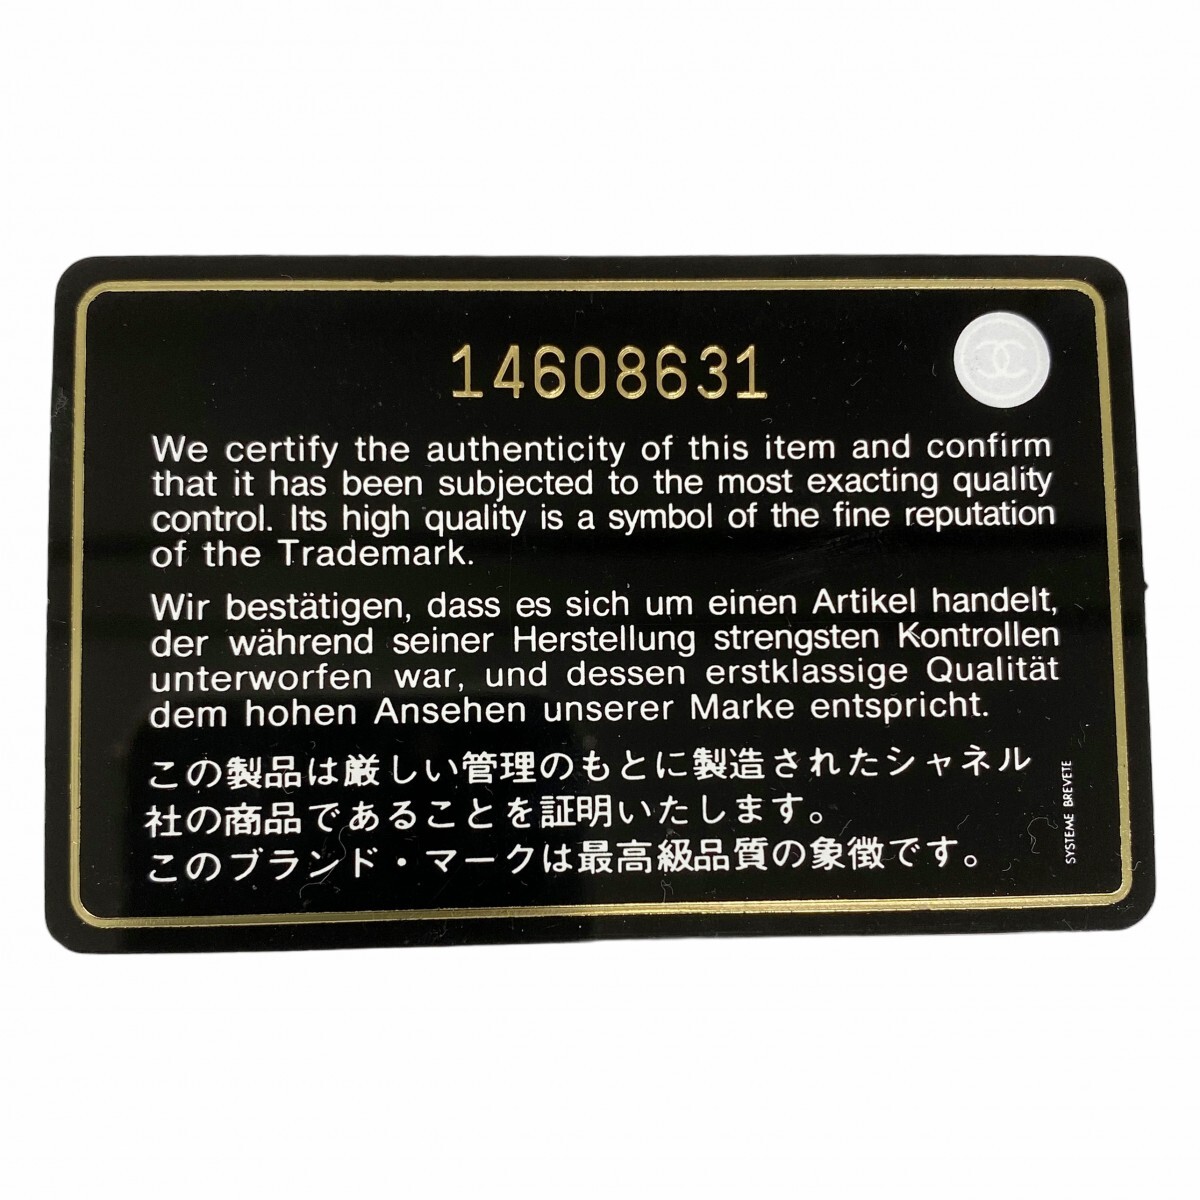 14608631
We certify the authenticity of this item and confirm
that it has been subjected to the most exacting quality
control. Its high quality is a symbol of the fine reputation
of the Trademark.
Wir bestätigen, dass es sich um einen Artikel handelt,
der während seiner Herstellung strengsten Kontrollen
unterworfen war, und dessen erstklassige Qualität
dem hohen Ansehen unserer Marke entspricht.
この製品は厳しい管理のもとに製造されたシャネル
社の商品であることを証明いたします。
このブランド・マークは最高級品質の象徴です。
SYSTEME BREVETE